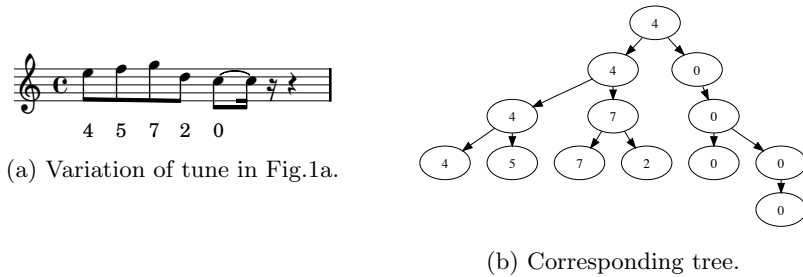 4 5 7 2 0
(a) Variation of tune in Fig.1a.
4
4 0
4 7 0
4 5 7 2 0 0
0
(b) Corresponding tree.